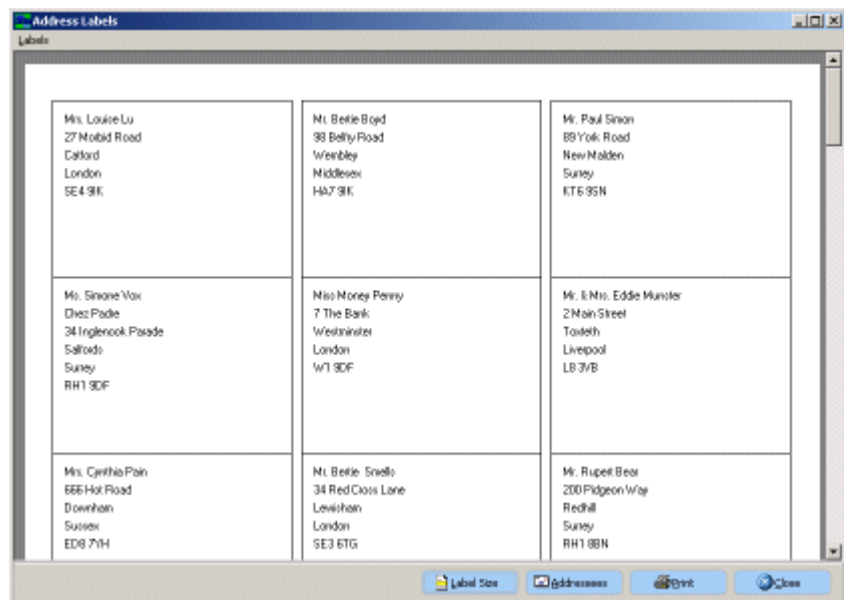 Address Labels
Labels
Mrs. Louise Lu
27 Morbid Road
Catford
London
SE4 9IK
Mr. Bertie Boyd
98 Belfry Road
Wembley
Middlesex
HA7 9IK
Mr. Paul Simon
89 York Road
New Malden
Surrey
KT6 9SN
Ms. Simone Vox
Chez Padre
34 Inglenook Parade
Salfords
Surrey
RH1 9DF
Miss Money Penny
7 The Bank
Westminster
London
W1 9DF
Mr. & Mrs. Eddie Munster
2 Main Street
Toxteth
Liverpool
L8 3VB
Mrs. Cynthia Pain
666 Hot Road
Downham
Sussex
ED8 7YH
Mr. Bertie Smells
34 Red Cross Lane
Lewisham
London
SE3 6TG
Mr. Rupert Bear
200 Pidgeon Way
Redhill
Surrey
RH1 8BN
Label Size
Addressees
Print
Close